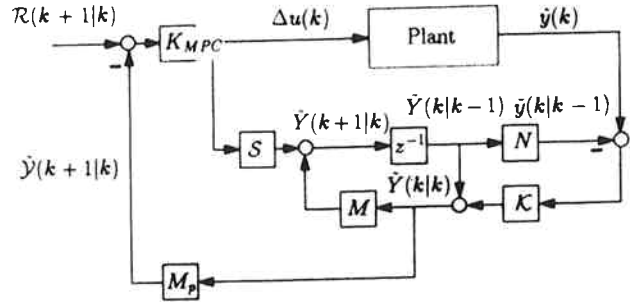 R(k + 1|k)
Δu(k)
ŷ(k)
K_MPC
Plant
Ŷ(k + 1|k)
Ŷ(k|k−1)
ŷ(k|k−1)
S
z⁻¹
N
Ŷ(k + 1|k)
Ŷ(k|k)
M
K
M_p